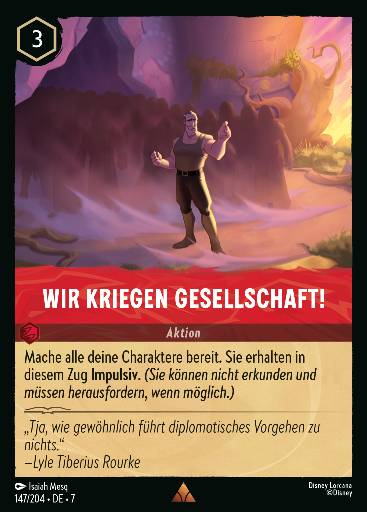 3
WIR KRIEGEN GESELLSCHAFT!
Aktion
Mache alle deine Charaktere bereit. Sie erhalten in
diesem Zug Impulsiv. (Sie können nicht erkunden und
müssen herausfordern, wenn möglich.)
„Tja, wie gewöhnlich führt diplomatisches Vorgehen zu
nichts.“
–Lyle Tiberius Rourke
Isaiah Mesq
147/204 • DE • 7
Disney Lorcana
©Disney